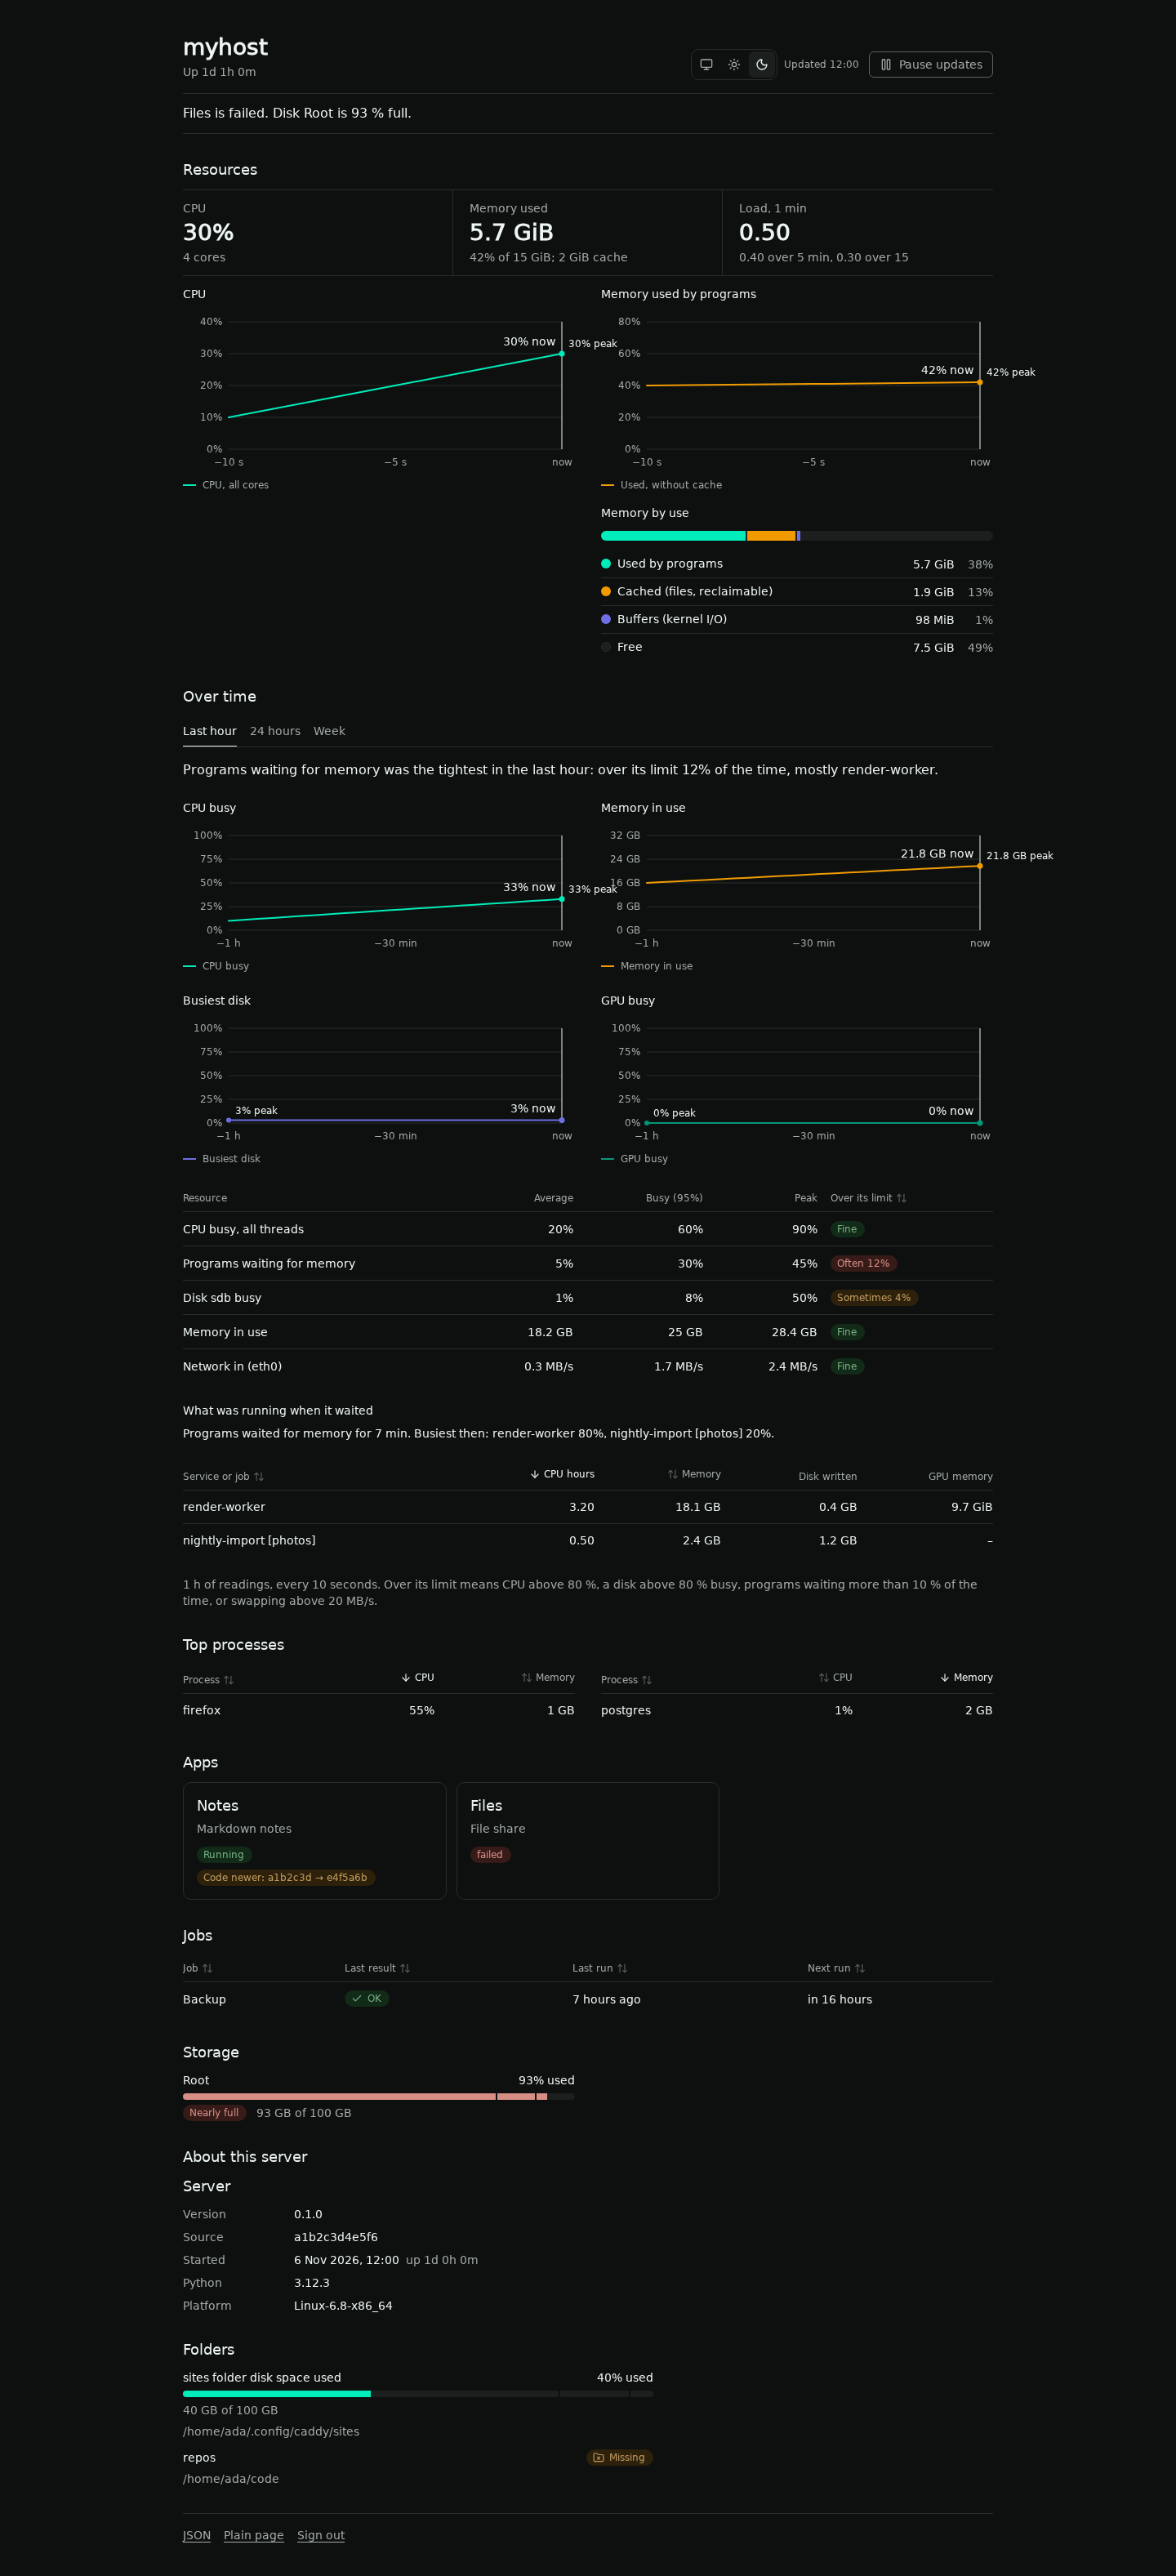 myhost
Up 1d 1h 0m
Updated 12:00
Pause updates
Files is failed. Disk Root is 93 % full.
Resources
CPU
30%
4 cores
Memory used
5.7 GiB
42% of 15 GiB; 2 GiB cache
Load, 1 min
0.50
0.40 over 5 min, 0.30 over 15
CPU
40%
30%
20%
10%
0%
30% now
30% peak
−10 s
−5 s
now
CPU, all cores
Memory used by programs
80%
60%
40%
20%
0%
42% now
42% peak
−10 s
−5 s
now
Used, without cache
Memory by use
Used by programs 5.7 GiB 38%
Cached (files, reclaimable) 1.9 GiB 13%
Buffers (kernel I/O) 98 MiB 1%
Free 7.5 GiB 49%
Over time
Last hour 24 hours Week
Programs waiting for memory was the tightest in the last hour: over its limit 12% of the time, mostly render-worker.
CPU busy
100%
75%
50%
25%
0%
33% now
33% peak
−1 h
−30 min
now
CPU busy
Memory in use
32 GB
24 GB
16 GB
8 GB
0 GB
21.8 GB now
21.8 GB peak
−1 h
−30 min
now
Memory in use
Busiest disk
100%
75%
50%
25%
0%
3% peak
3% now
−1 h
−30 min
now
Busiest disk
GPU busy
100%
75%
50%
25%
0%
0% peak
0% now
−1 h
−30 min
now
GPU busy
Resource Average Busy (95%) Peak Over its limit
CPU busy, all threads 20% 60% 90% Fine
Programs waiting for memory 5% 30% 45% Often 12%
Disk sdb busy 1% 8% 50% Sometimes 4%
Memory in use 18.2 GB 25 GB 28.4 GB Fine
Network in (eth0) 0.3 MB/s 1.7 MB/s 2.4 MB/s Fine
What was running when it waited
Programs waited for memory for 7 min. Busiest then: render-worker 80%, nightly-import [photos] 20%.
Service or job CPU hours Memory Disk written GPU memory
render-worker 3.20 18.1 GB 0.4 GB 9.7 GiB
nightly-import [photos] 0.50 2.4 GB 1.2 GB –
1 h of readings, every 10 seconds. Over its limit means CPU above 80 %, a disk above 80 % busy, programs waiting more than 10 % of the
time, or swapping above 20 MB/s.
Top processes
Process CPU Memory
firefox 55% 1 GB
Process CPU Memory
postgres 1% 2 GB
Apps
Notes
Markdown notes
Running
Code newer: a1b2c3d → e4f5a6b
Files
File share
failed
Jobs
Job Last result Last run Next run
Backup OK 7 hours ago in 16 hours
Storage
Root 93% used
Nearly full 93 GB of 100 GB
About this server
Server
Version 0.1.0
Source a1b2c3d4e5f6
Started 6 Nov 2026, 12:00 up 1d 0h 0m
Python 3.12.3
Platform Linux-6.8-x86_64
Folders
sites folder disk space used 40% used
40 GB of 100 GB
/home/ada/.config/caddy/sites
repos Missing
/home/ada/code
JSON Plain page Sign out